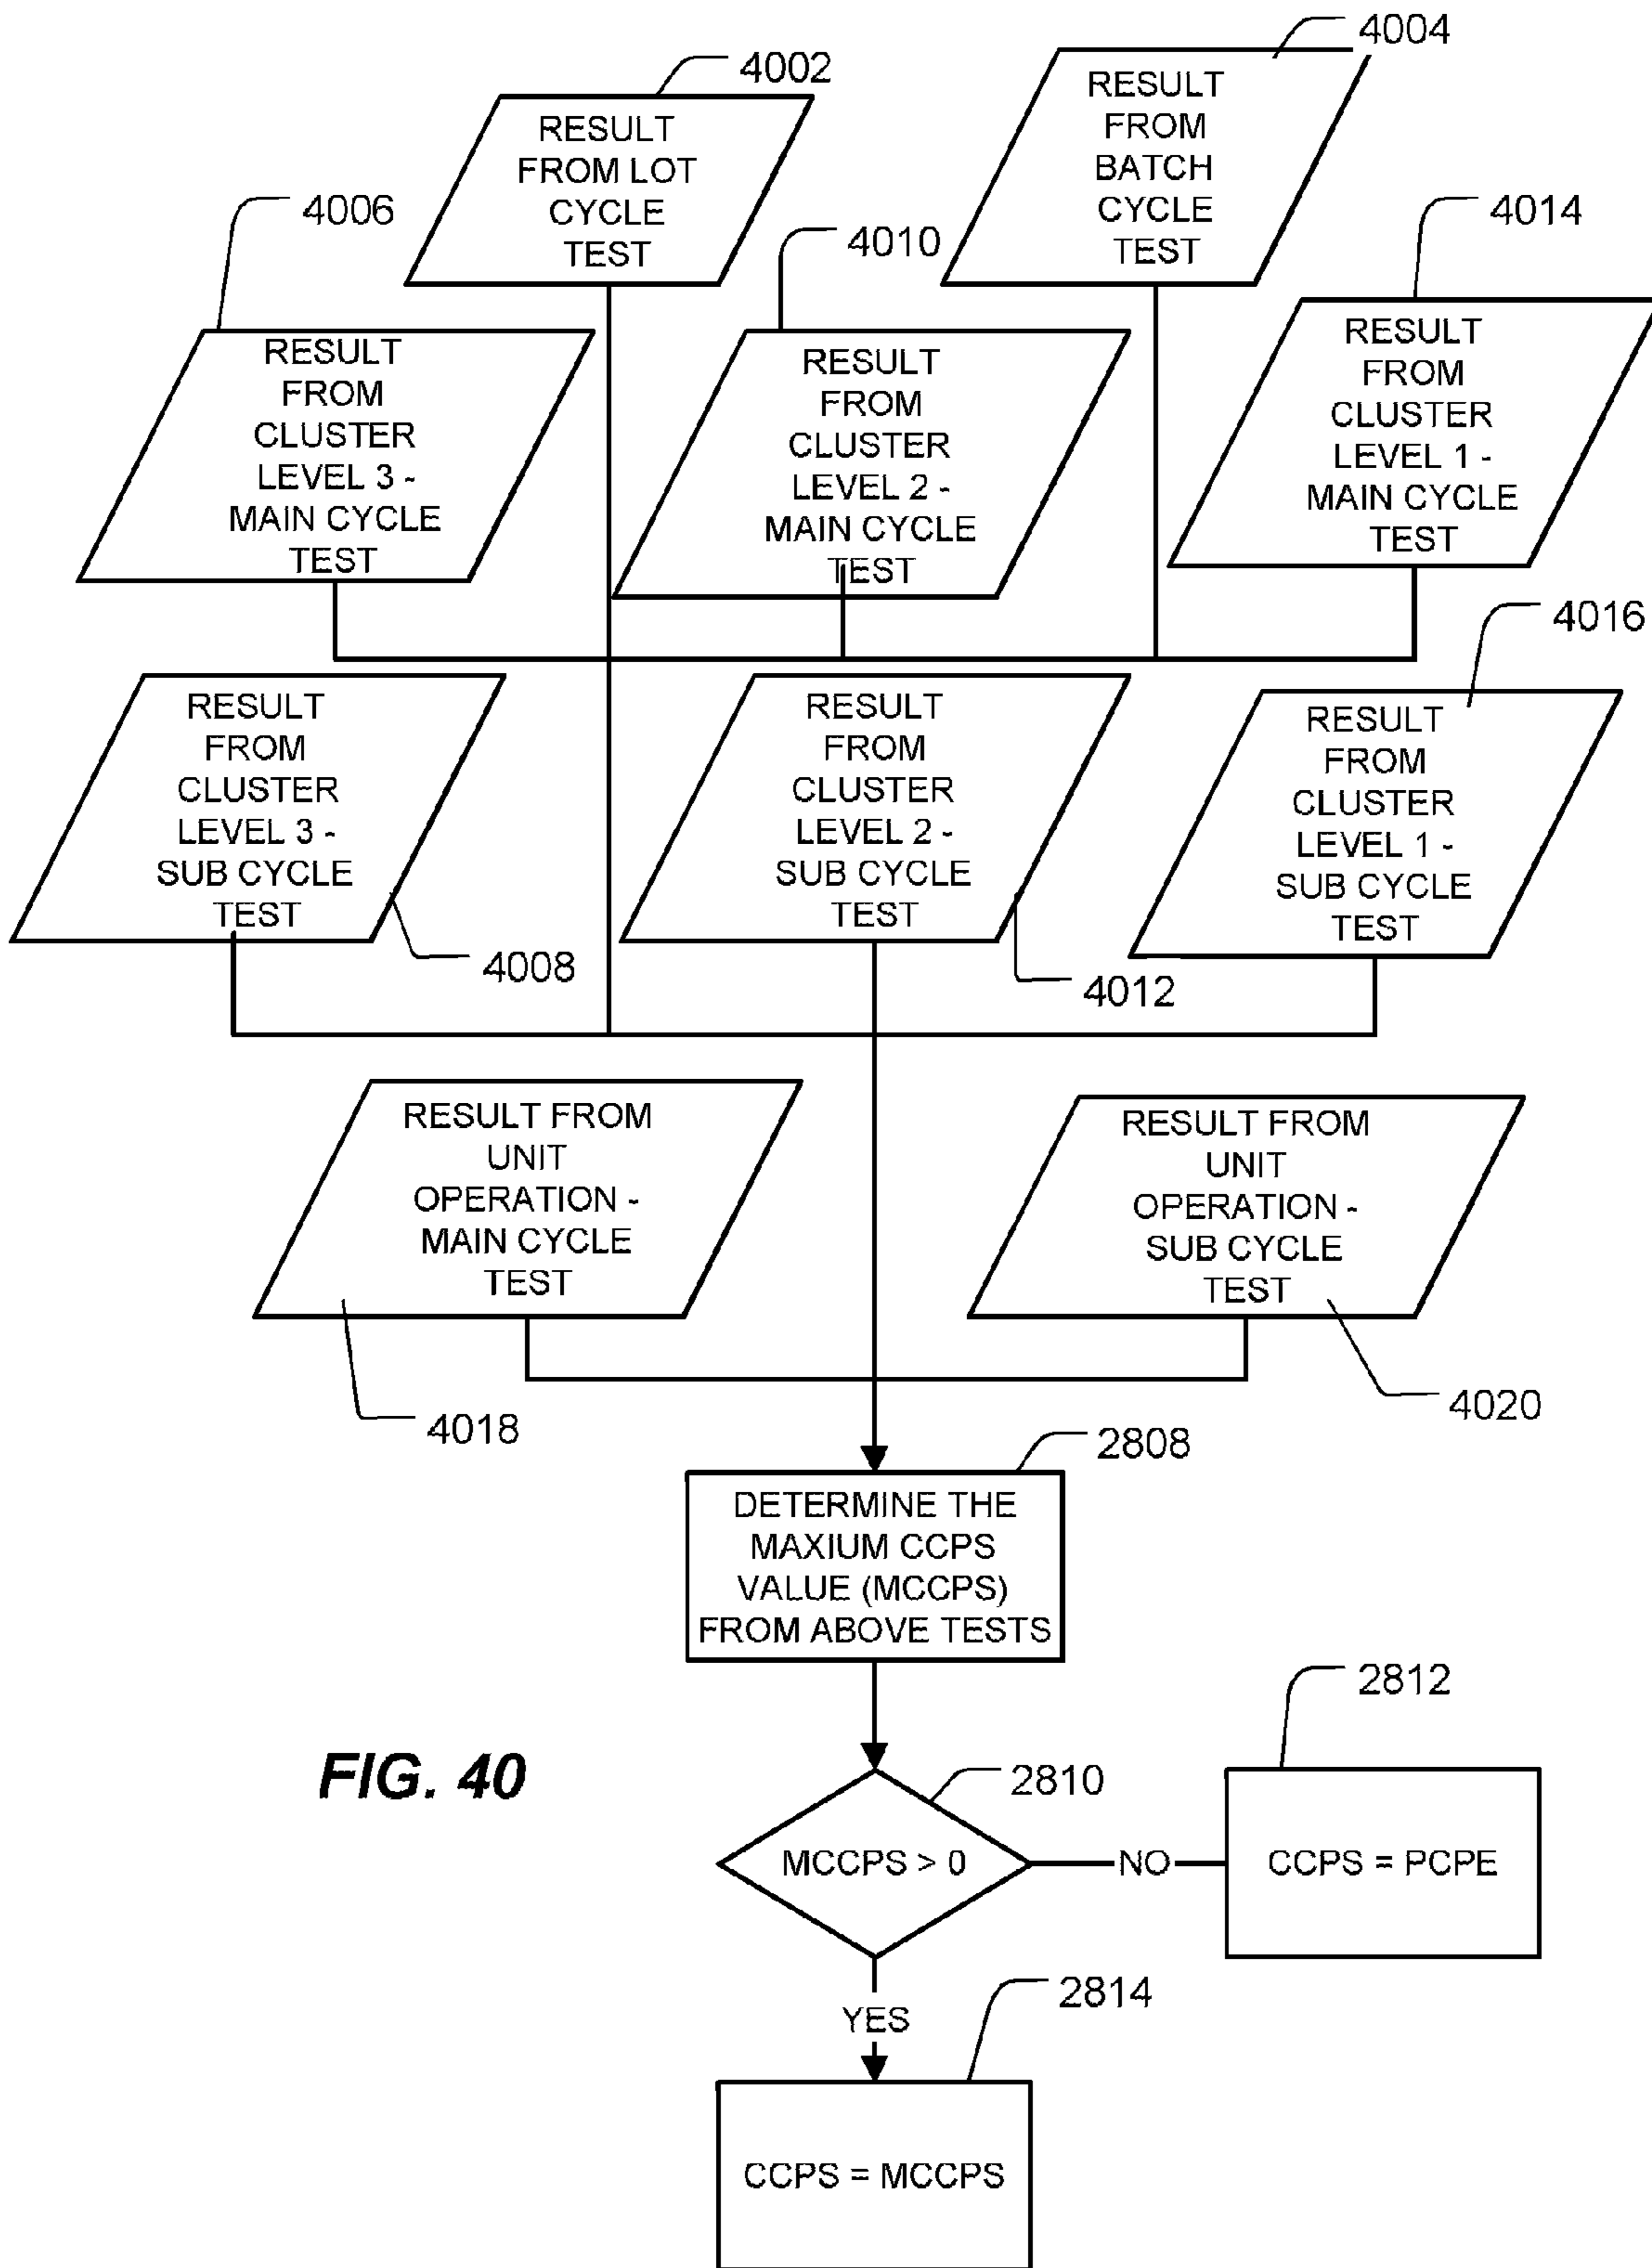 4004
RESULT
FROM
BATCH
CYCLE
TEST
4002
RESULT
FROM LOT
CYCLE
TEST
4006
RESULT
FROM
CLUSTER
LEVEL 3 -
MAIN CYCLE
TEST
4010
RESULT
FROM
CLUSTER
LEVEL 2 -
MAIN CYCLE
TEST
4014
RESULT
FROM
CLUSTER
LEVEL 1 -
MAIN CYCLE
TEST
RESULT
FROM
CLUSTER
LEVEL 3 -
SUB CYCLE
TEST
4008
RESULT
FROM
CLUSTER
LEVEL 2 -
SUB CYCLE
TEST
4012
4016
RESULT
FROM
CLUSTER
LEVEL 1 -
SUB CYCLE
TEST
RESULT FROM
UNIT
OPERATION -
MAIN CYCLE
TEST
4018
RESULT FROM
UNIT
OPERATION -
SUB CYCLE
TEST
4020
2808
DETERMINE THE
MAXIUM CCPS
VALUE (MCCPS)
FROM ABOVE TESTS
2812
FIG. 40
2810
MCCPS > 0
NO
CCPS = PCPE
YES
2814
CCPS = MCCPS